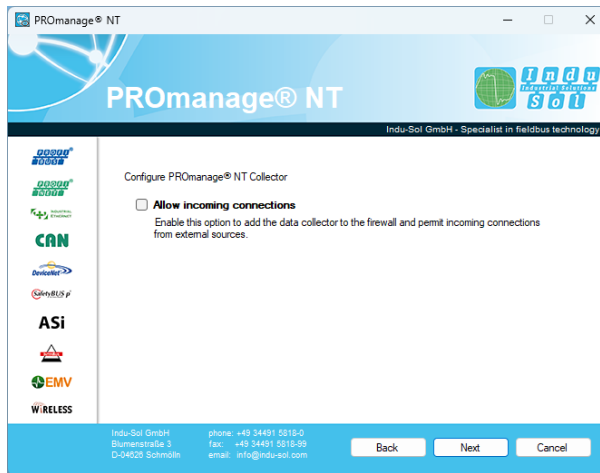 PROmanage® NT
PROmanage® NT
Indu
Industrial Solutions
Sol
Indu-Sol GmbH - Specialist in fieldbus technology
PROFI
BUS
PROFI
NET
INDUSTRIAL
ETHERNET
CAN
DeviceNet
SafetyBUS p
ASi
EMV
WiRELESS
Configure PROmanage® NT Collector
Allow incoming connections
Enable this option to add the data collector to the firewall and permit incoming connections
from external sources.
Indu-Sol GmbH
Blumenstraße 3
D-04626 Schmölln
phone: +49 34491 5818-0
fax: +49 34491 5818-99
email: info@indu-sol.com
Back
Next
Cancel